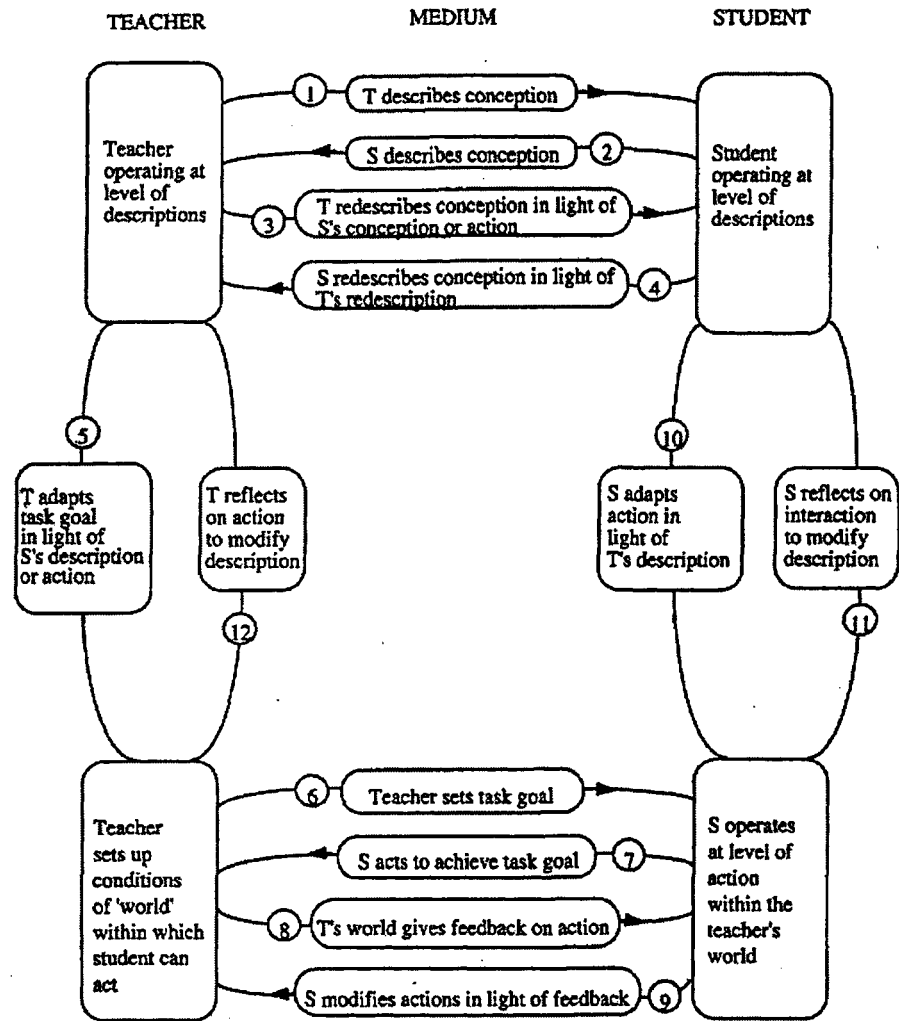 TEACHER MEDIUM STUDENT
1 T describes conception
S describes conception 2
Teacher
operating at
level of
descriptions
Student
operating at
level of
descriptions
3 T redescribes conception in light of
S's conception or action
S redescribes conception in light of
T's redescription 4
5
T adapts
task goal
in light of
S's description
or action
T reflects
on action
to modify
description
12
10
S adapts
action in
light of
T's description
S reflects on
interaction
to modify
description
11
6 Teacher sets task goal
S acts to achieve task goal 7
Teacher
sets up
conditions
of 'world'
within which
student can
act
S operates
at level of
action
within the
teacher's
world
8 T's world gives feedback on action
S modifies actions in light of feedback 9